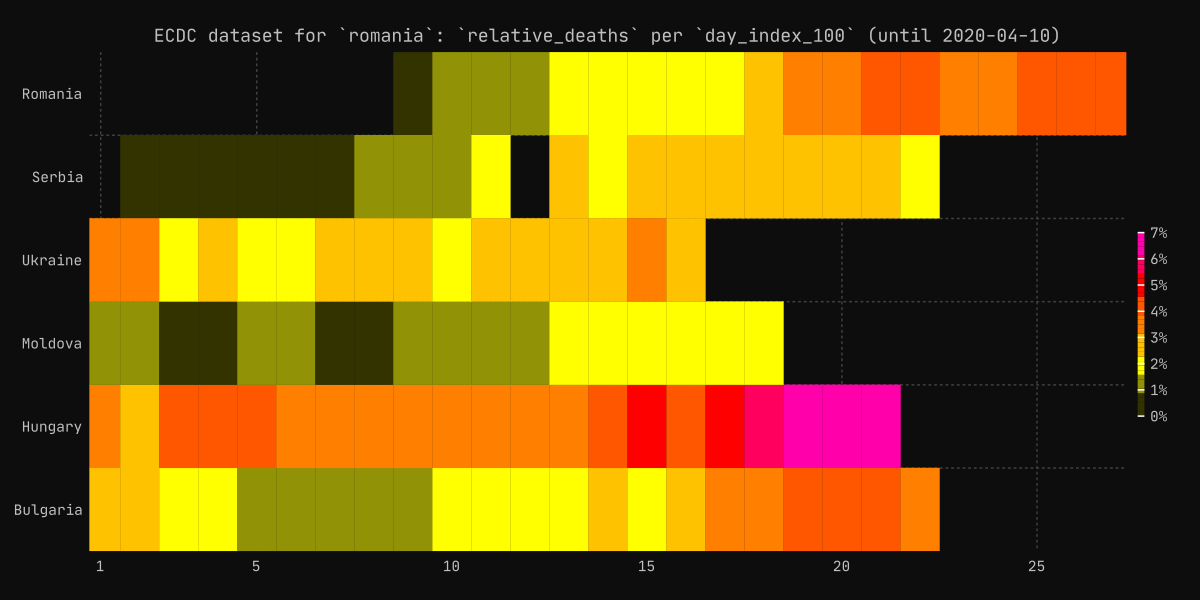 ECDC dataset for `romania`: `relative_deaths` per `day_index_100` (until 2020-04-10)
Romania
Serbia
Ukraine
Moldova
Hungary
Bulgaria
7%
6%
5%
4%
3%
2%
1%
0%
1 5 10 15 20 25